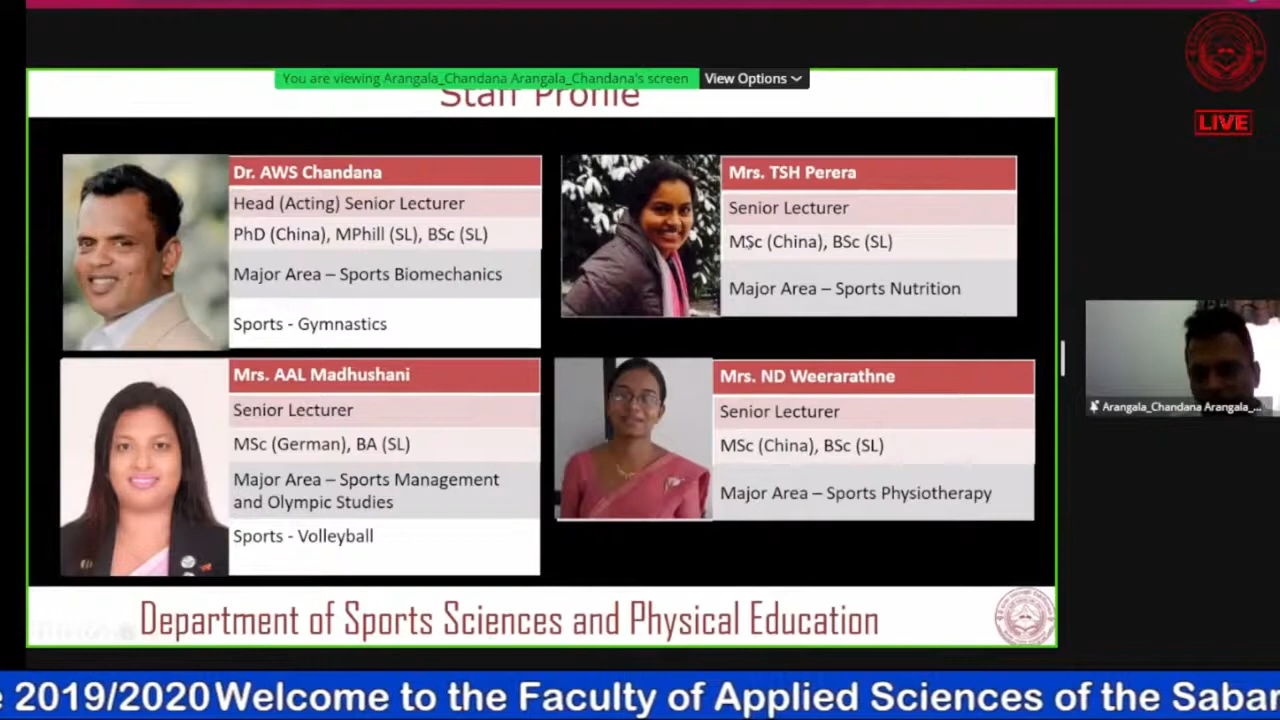 You are viewing Arangala_Chandana Arangala_Chandana's screen
View Options
LIVE
Staff Profile
Dr. AWS Chandana
Head (Acting) Senior Lecturer
PhD (China), MPhill (SL), BSc (SL)
Major Area – Sports Biomechanics
Sports - Gymnastics
Mrs. TSH Perera
Senior Lecturer
MSc (China), BSc (SL)
Major Area – Sports Nutrition
Mrs. AAL Madhushani
Senior Lecturer
MSc (German), BA (SL)
Major Area – Sports Management
and Olympic Studies
Sports - Volleyball
Mrs. ND Weerarathne
Senior Lecturer
MSc (China), BSc (SL)
Major Area – Sports Physiotherapy
Arangala_Chandana Arangala_...
Department of Sports Sciences and Physical Education
e 2019/2020 Welcome to the Faculty of Applied Sciences of the Sabar